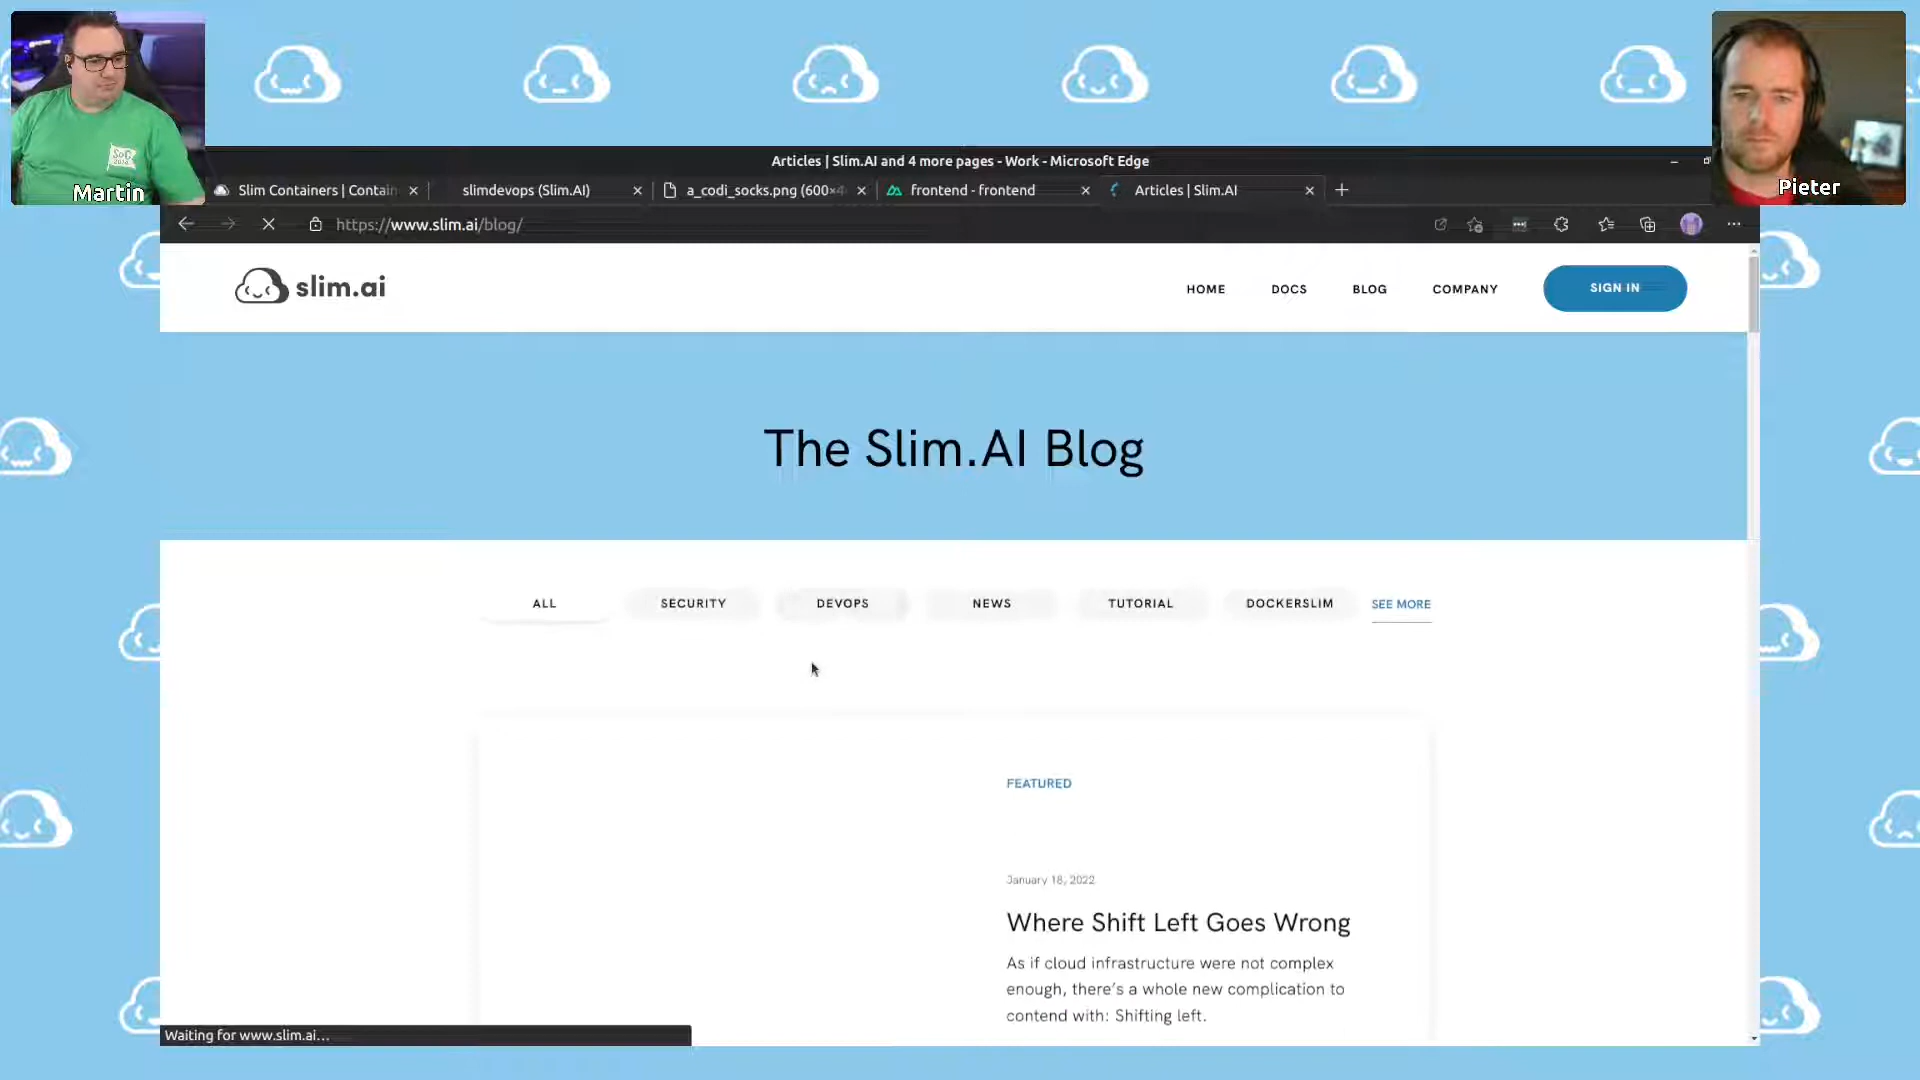 Articles | Slim.AI and 4 more pages - Work - Microsoft Edge
Slim Containers | Contain
slimdevops (Slim.AI)
a_codi_socks.png (600×4
frontend - frontend
Articles | Slim.AI
SoC
Martin
Pieter
https://www.slim.ai/blog/
slim.ai
HOME
DOCS
BLOG
COMPANY
SIGN IN
The Slim.AI Blog
ALL
SECURITY
DEVOPS
NEWS
TUTORIAL
DOCKERSLIM
SEE MORE
FEATURED
January 18, 2022
Where Shift Left Goes Wrong
As if cloud infrastructure were not complex
enough, there's a whole new complication to
contend with: Shifting left.
Waiting for www.slim.ai...